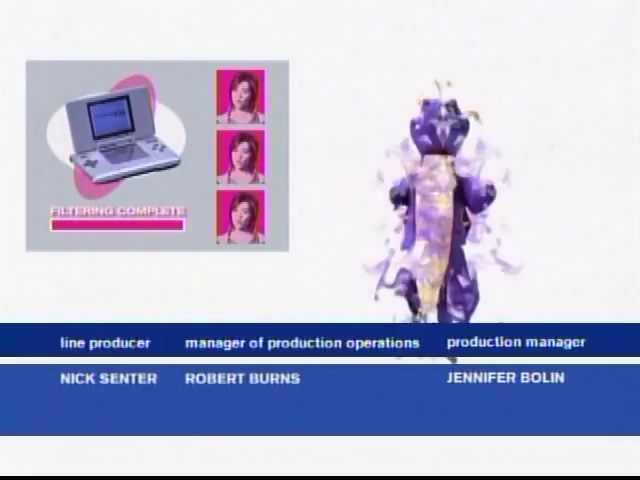 FILTERING COMPLETE
line producer manager of production operations production manager
NICK SENTER ROBERT BURNS JENNIFER BOLIN